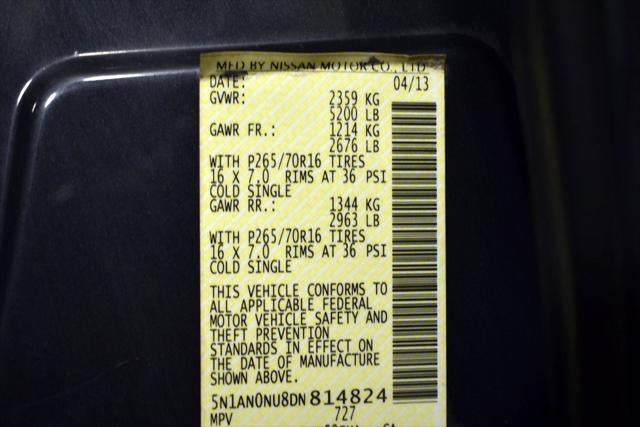 MFD BY NISSAN MOTOR CO., LTD.
DATE: 04/13
GVWR: 2359 KG
5200 LB
GAWR FR.: 1214 KG
2676 LB
WITH P265/70R16 TIRES
16 X 7.0 RIMS AT 36 PSI
COLD SINGLE
GAWR RR.: 1344 KG
2963 LB
WITH P265/70R16 TIRES
16 X 7.0 RIMS AT 36 PSI
COLD SINGLE
THIS VEHICLE CONFORMS TO
ALL APPLICABLE FEDERAL
MOTOR VEHICLE SAFETY AND
THEFT PREVENTION
STANDARDS IN EFFECT ON
THE DATE OF MANUFACTURE
SHOWN ABOVE.
5N1AN0NU8DN 814824
MPV 727